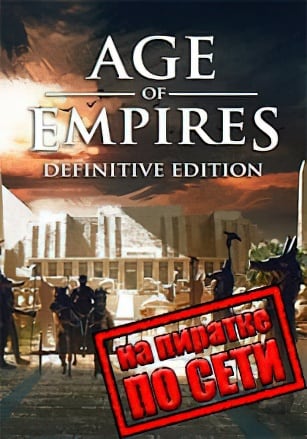 AGE
OF
EMPIRES
DEFINITIVE EDITION
на пиратке
ПО СЕТИ